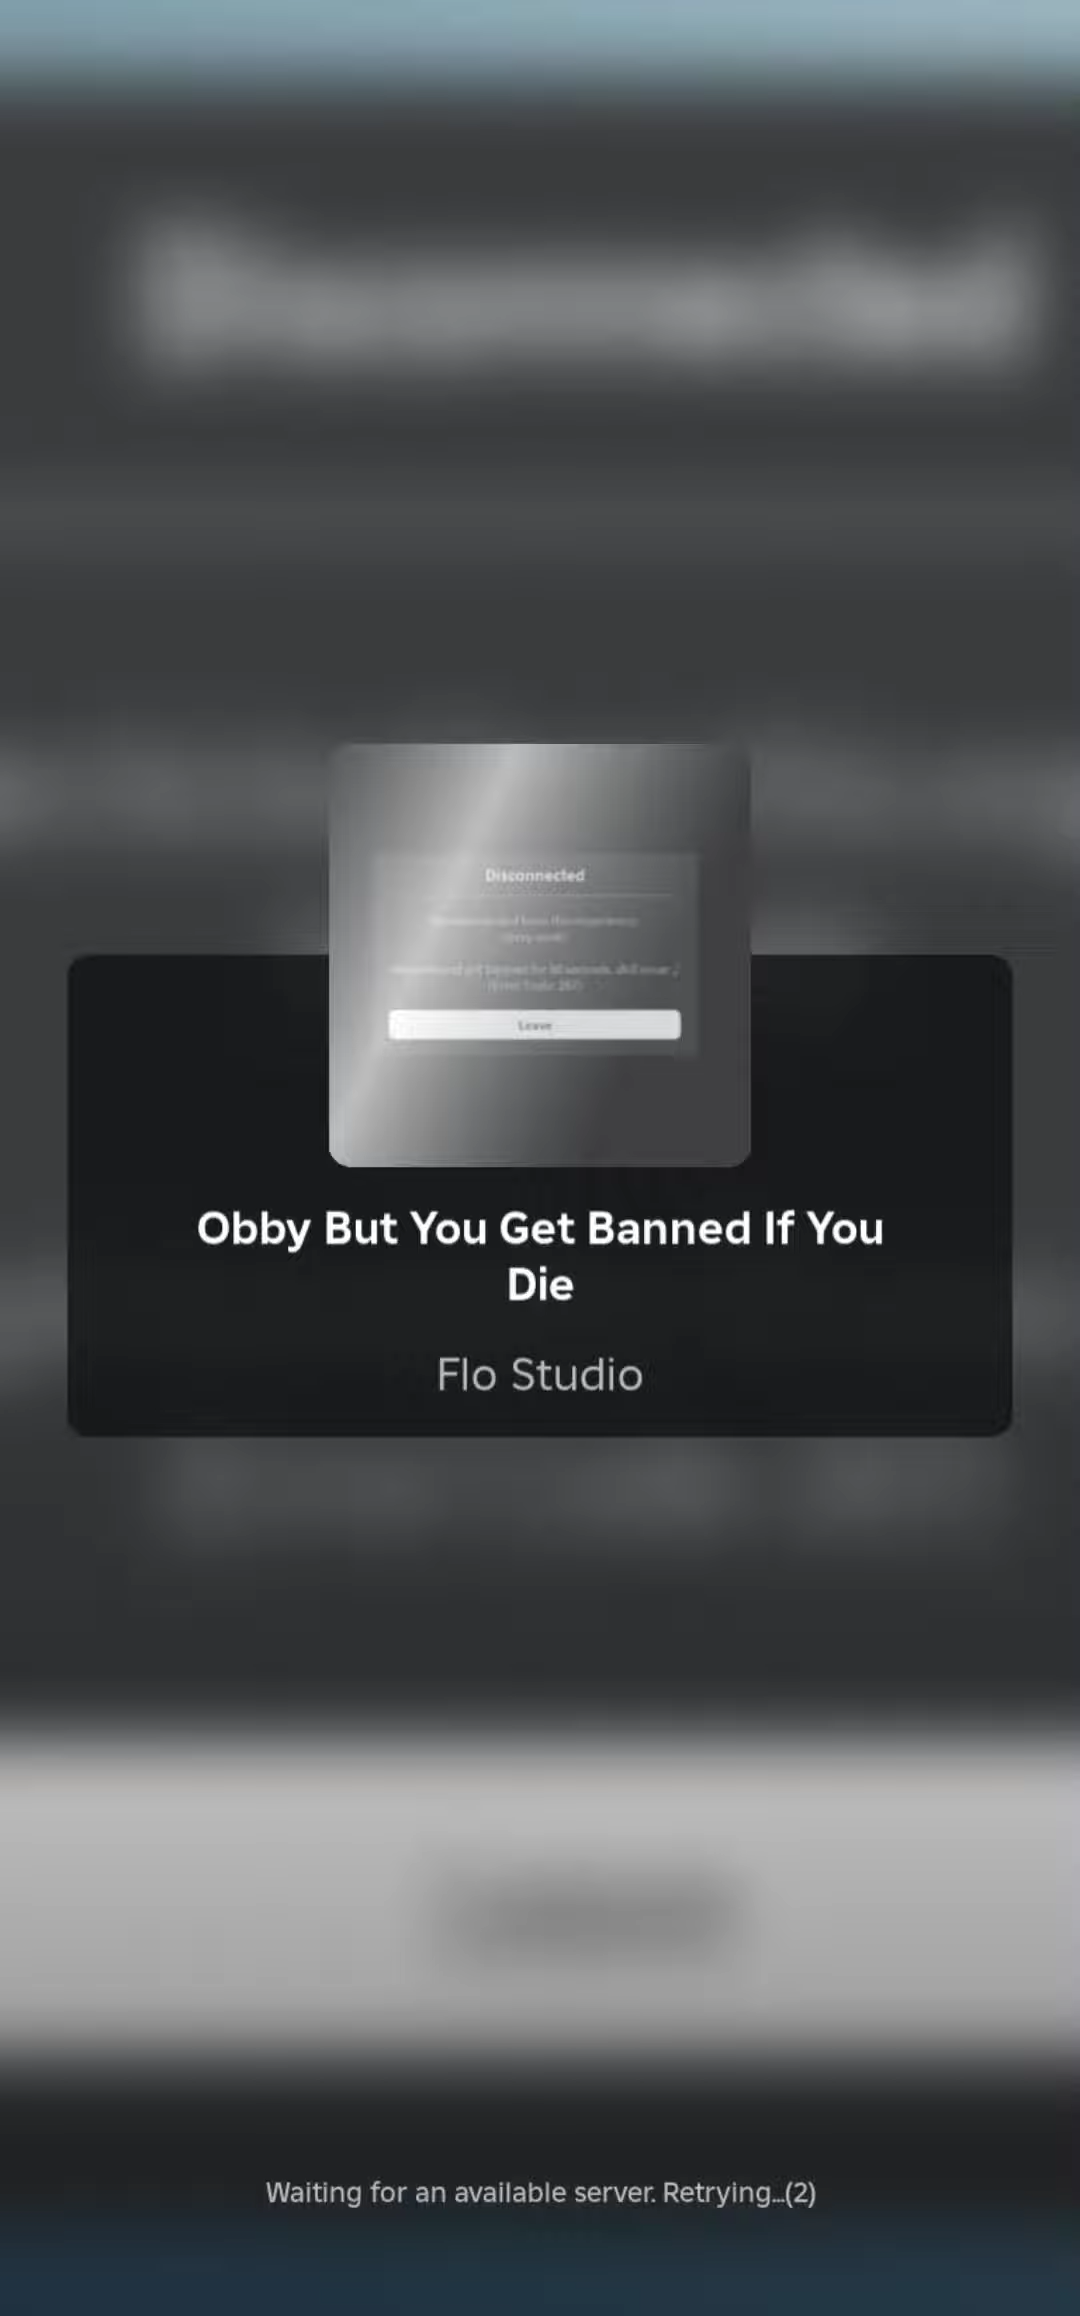 Disconnected
Leave
Obby But You Get Banned If You
Die
Flo Studio
Waiting for an available server. Retrying...(2)